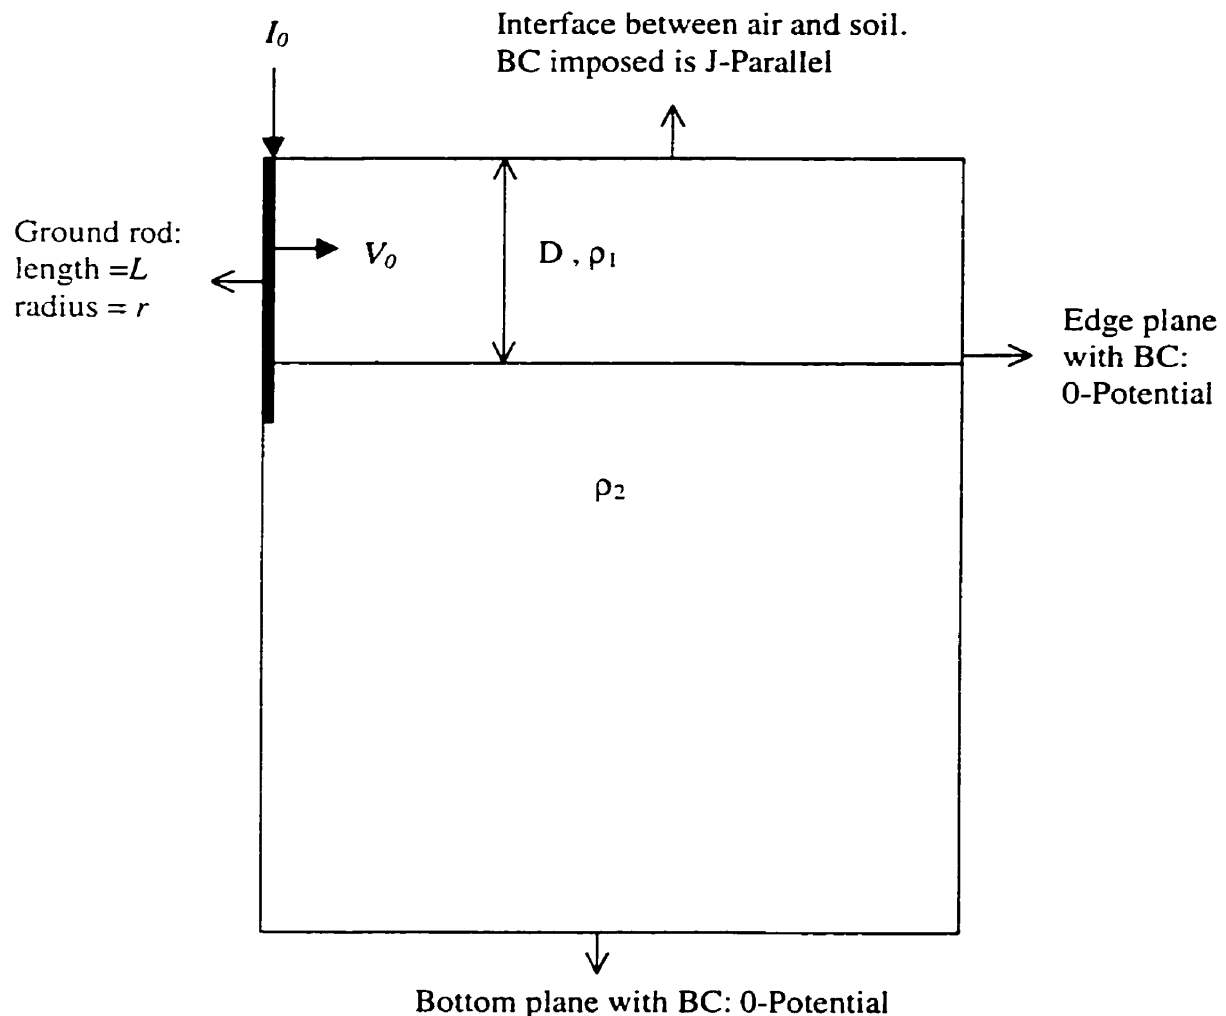 I₀
Interface between air and soil.
BC imposed is J-Parallel
Ground rod:
length =L
radius = r
V₀
D , ρ₁
Edge plane
with BC:
0-Potential
ρ₂
Bottom plane with BC: 0-Potential